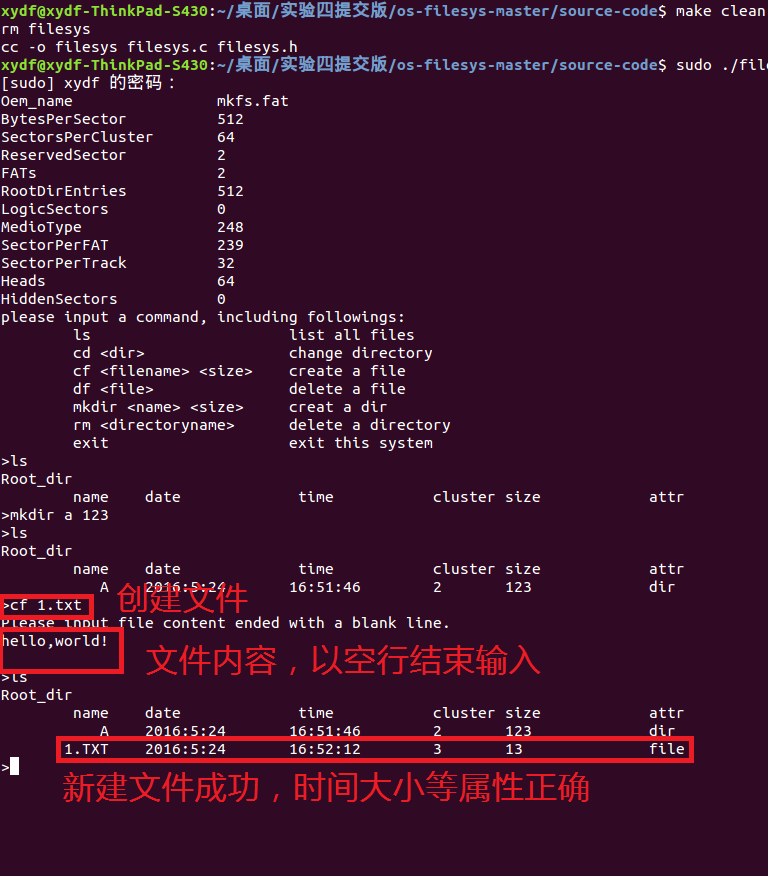 xydf@xydf-ThinkPad-S430:~/桌面/实验四提交版/os-filesys-master/source-code$ make clean
rm filesys
cc -o filesys filesys.c filesys.h
xydf@xydf-ThinkPad-S430:~/桌面/实验四提交版/os-filesys-master/source-code$ sudo ./file
[sudo] xydf 的密码：
Oem_name mkfs.fat
BytesPerSector 512
SectorsPerCluster 64
ReservedSector 2
FATs 2
RootDirEntries 512
LogicSectors 0
MedioType 248
SectorPerFAT 239
SectorPerTrack 32
Heads 64
HiddenSectors 0
please input a command, including followings:
ls list all files
cd <dir> change directory
cf <filename> <size> create a file
df <file> delete a file
mkdir <name> <size> creat a dir
rm <directoryname> delete a directory
exit exit this system
>ls
Root_dir
name date time cluster size attr
>mkdir a 123
>ls
Root_dir
name date time cluster size attr
A 2016:5:24 16:51:46 2 123 dir
>cf 1.txt 创建文件
Please input file content ended with a blank line.
hello,world!
文件内容，以空行结束输入
>ls
Root_dir
name date time cluster size attr
A 2016:5:24 16:51:46 2 123 dir
1.TXT 2016:5:24 16:52:12 3 13 file
>
新建文件成功，时间大小等属性正确